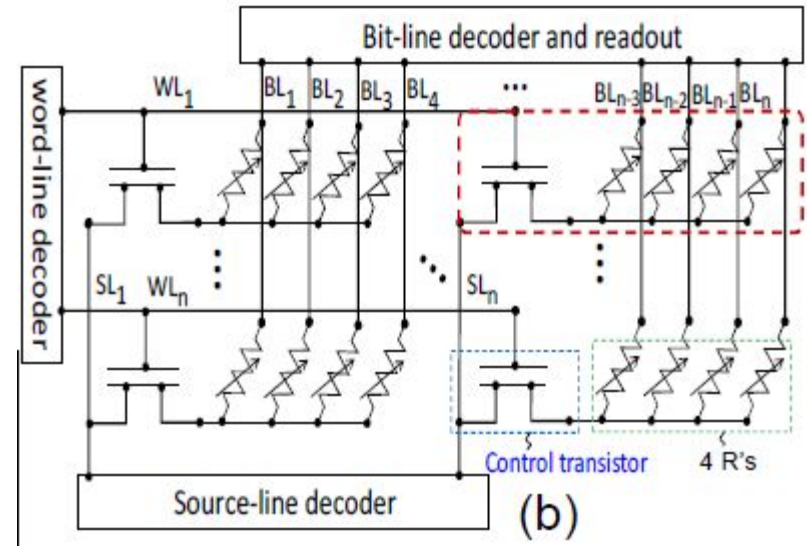 Bit-line decoder and readout
word-line decoder
WL₁ BL₁ BL₂ BL₃ BL₄ ... BLₙ₋₃ BLₙ₋₂ BLₙ₋₁ BLₙ
SL₁ WLₙ SLₙ
Control transistor 4 R's
Source-line decoder
(b)